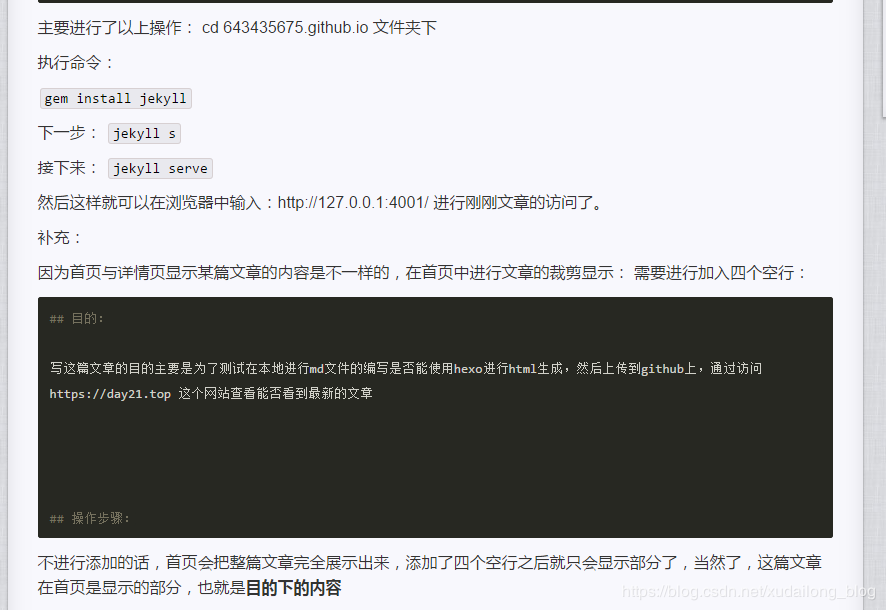 主要进行了以上操作： cd 643435675.github.io 文件夹下
执行命令：
gem install jekyll
下一步： jekyll s
接下来： jekyll serve
然后这样就可以在浏览器中输入：http://127.0.0.1:4001/ 进行刚刚文章的访问了。
补充：
因为首页与详情页显示某篇文章的内容是不一样的，在首页中进行文章的裁剪显示： 需要进行加入四个空行：
## 目的:
写这篇文章的目的主要是为了测试在本地进行md文件的编写是否能使用hexo进行html生成，然后上传到github上，通过访问
https://day21.top 这个网站查看能否看到最新的文章
## 操作步骤:
不进行添加的话，首页会把整篇文章完全展示出来，添加了四个空行之后就只会显示部分了，当然了，这篇文章
在首页是显示的部分，也就是目的下的内容
https://blog.csdn.net/xudailong_blog